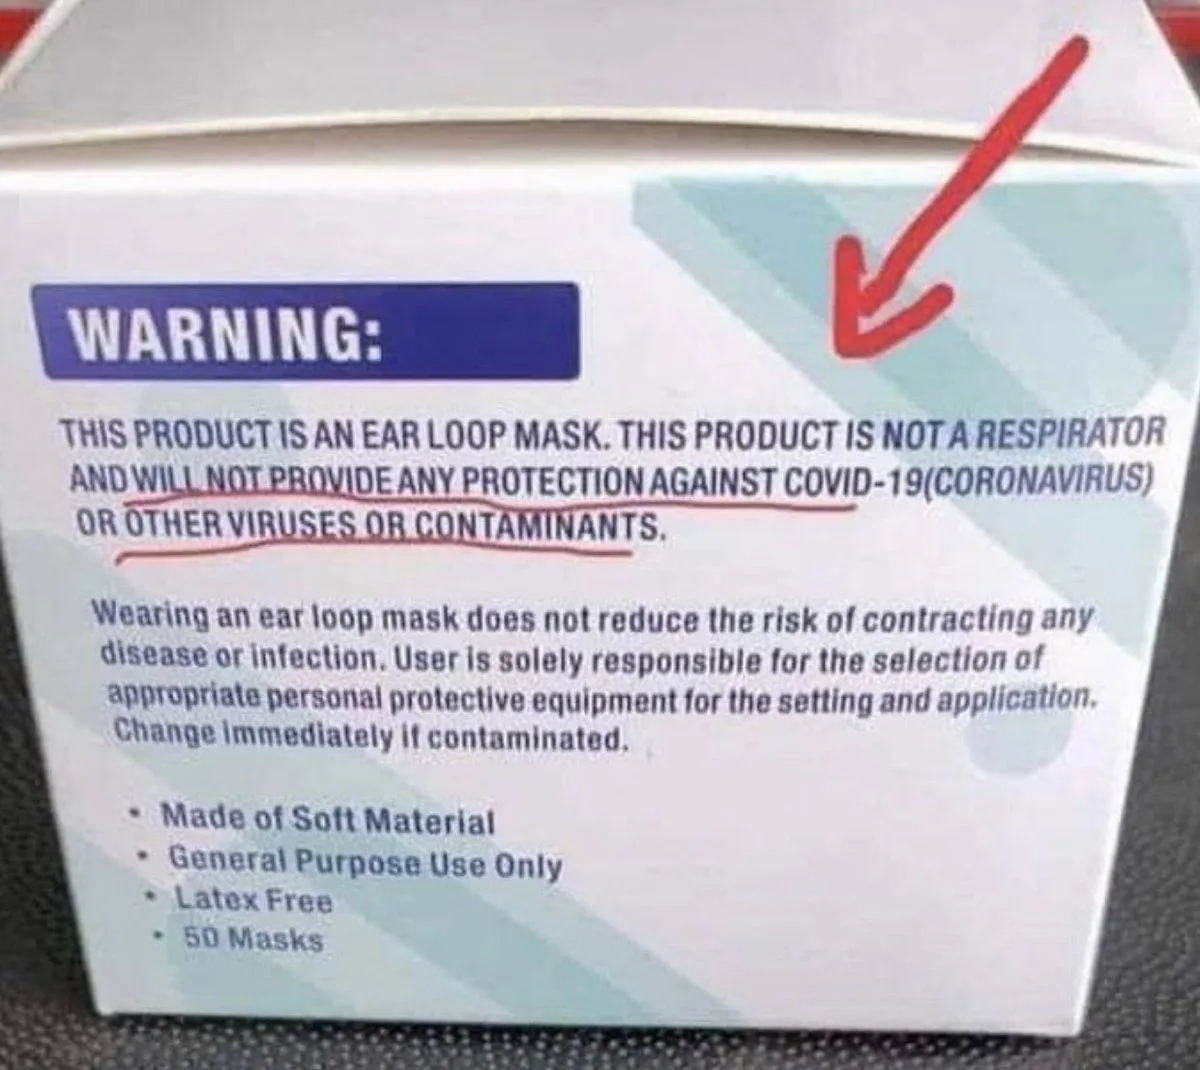 WARNING:
THIS PRODUCT IS AN EAR LOOP MASK. THIS PRODUCT IS NOT A RESPIRATOR
AND WILL NOT PROVIDE ANY PROTECTION AGAINST COVID-19(CORONAVIRUS)
OR OTHER VIRUSES OR CONTAMINANTS.
Wearing an ear loop mask does not reduce the risk of contracting any
disease or infection. User is solely responsible for the selection of
appropriate personal protective equipment for the setting and application.
Change immediately if contaminated.
• Made of Soft Material
• General Purpose Use Only
• Latex Free
• 50 Masks